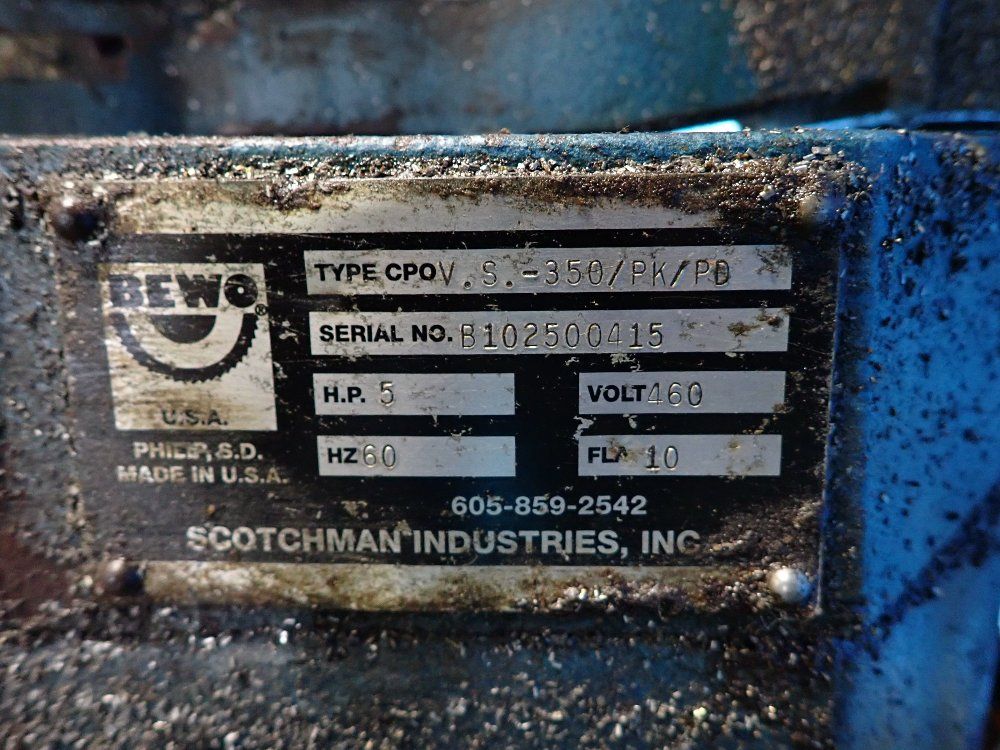 BEWO®
U.S.A.
PHILIP, S.D.
MADE IN U.S.A.
TYPE CPO V.S.-350/PK/PD
SERIAL NO. B102500415
H.P. 5
VOLT 460
HZ 60
FLA 10
605-859-2542
SCOTCHMAN INDUSTRIES, INC.